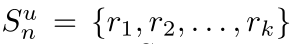 $S_n^u = \{r_1, r_2, \ldots, r_k\}$